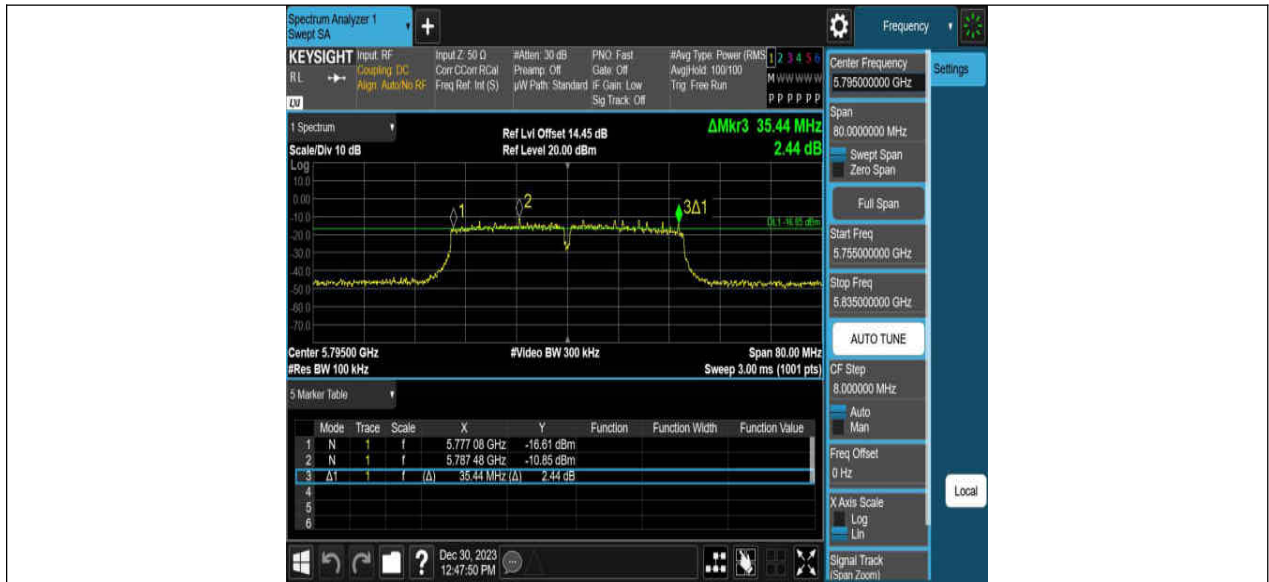 Spectrum Analyzer 1
Swept SA
+
Frequency
KEYSIGHT
RL
LXI
Input: RF
Coupling: DC
Align: Auto/No RF
Input Z: 50 Ω
Corr CCorr RCal
Freq Ref: Int (S)
#Atten: 30 dB
Preamp: Off
µW Path: Standard
PNO: Fast
Gate: Off
IF Gain: Low
Sig Track: Off
#Avg Type: Power (RMS
Avg|Hold: 100/100
Trig: Free Run
1 2 3 4 5 6
M W W W W W
P P P P P P
1 Spectrum
Scale/Div 10 dB
Ref Lvl Offset 14.45 dB
Ref Level 20.00 dBm
ΔMkr3 35.44 MHz
2.44 dB
Log
10.0
0.00
-10.0
-20.0
-30.0
-40.0
-50.0
-60.0
-70.0
1
2
3Δ1
DL1 -16.85 dBm
Center 5.79500 GHz
#Res BW 100 kHz
#Video BW 300 kHz
Span 80.00 MHz
Sweep 3.00 ms (1001 pts)
5 Marker Table
Mode Trace Scale X Y Function Function Width Function Value
1 N 1 f 5.777 08 GHz -16.61 dBm
2 N 1 f 5.787 48 GHz -10.85 dBm
3 Δ1 1 f (Δ) 35.44 MHz (Δ) 2.44 dB
4
5
6
?
Dec 30, 2023
12:47:50 PM
Center Frequency
5.795000000 GHz
Span
80.0000000 MHz
Swept Span
Zero Span
Full Span
Start Freq
5.755000000 GHz
Stop Freq
5.835000000 GHz
AUTO TUNE
CF Step
8.000000 MHz
Auto
Man
Freq Offset
0 Hz
X Axis Scale
Log
Lin
Signal Track
(Span Zoom)
Settings
Local